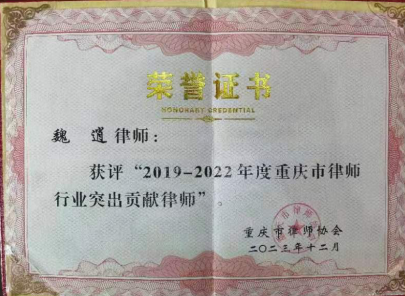 荣誉证书
HONORARY CREDENTIAL
魏 逍律师：
获评“2019-2022年度重庆市律师
行业突出贡献律师”。
重庆市律师协会
二〇二三年十二月